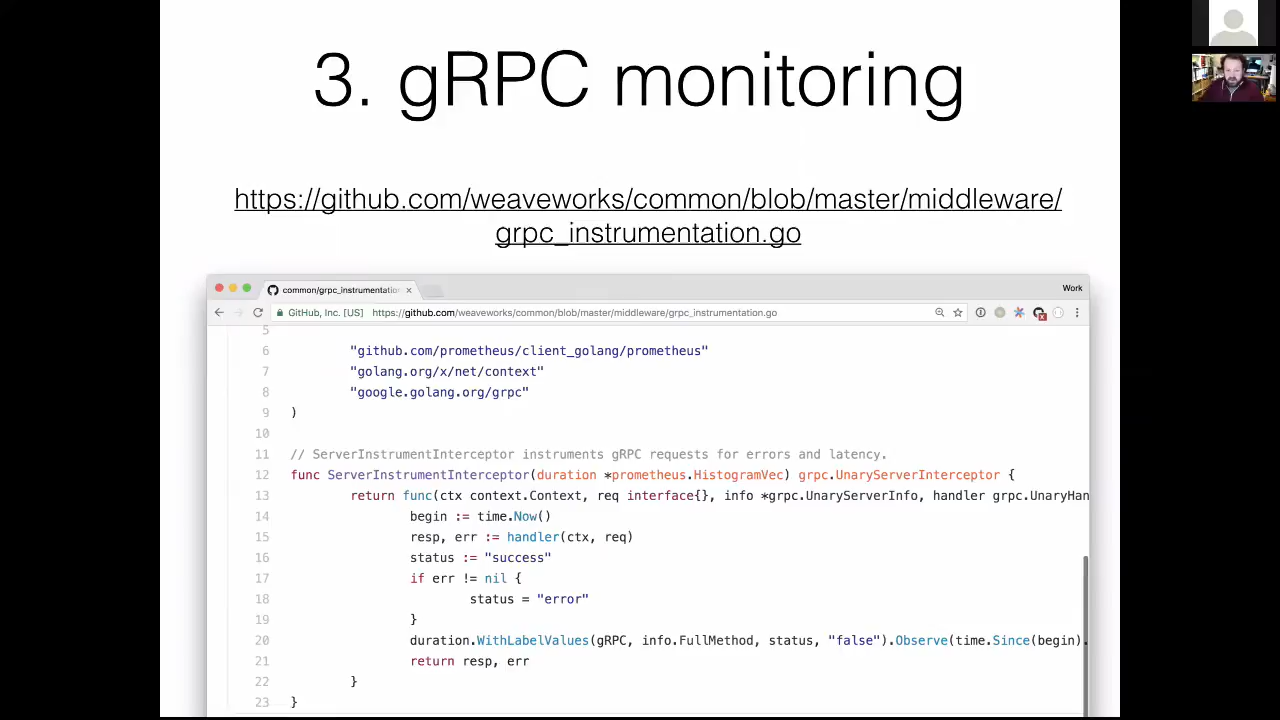 3. gRPC monitoring
https://github.com/weaveworks/common/blob/master/middleware/
grpc_instrumentation.go
common/grpc_instrumentatio
Work
GitHub, Inc. [US] https://github.com/weaveworks/common/blob/master/middleware/grpc_instrumentation.go
5
6 "github.com/prometheus/client_golang/prometheus"
7 "golang.org/x/net/context"
8 "google.golang.org/grpc"
9 )
10
11 // ServerInstrumentInterceptor instruments gRPC requests for errors and latency.
12 func ServerInstrumentInterceptor(duration *prometheus.HistogramVec) grpc.UnaryServerInterceptor {
13 return func(ctx context.Context, req interface{}, info *grpc.UnaryServerInfo, handler grpc.UnaryHan
14 begin := time.Now()
15 resp, err := handler(ctx, req)
16 status := "success"
17 if err != nil {
18 status = "error"
19 }
20 duration.WithLabelValues(gRPC, info.FullMethod, status, "false").Observe(time.Since(begin).
21 return resp, err
22 }
23 }